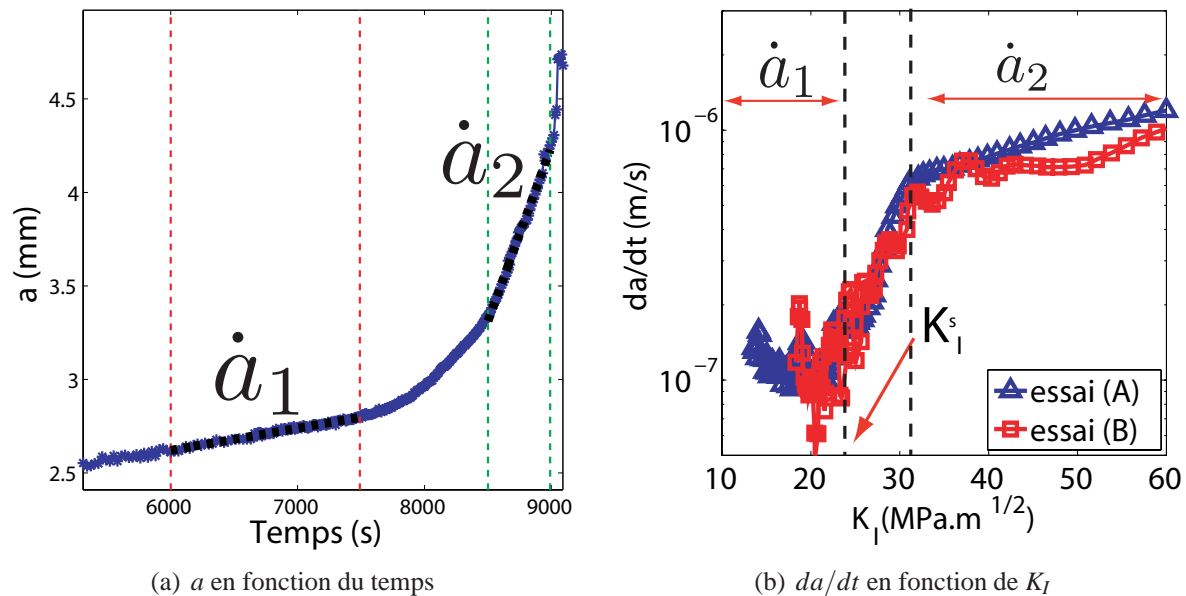 4.5
4
3.5
3
2.5
a (mm)
ȧ₁
ȧ₂
6000 7000 8000 9000
Temps (s)
(a) a en fonction du temps
ȧ₁
ȧ₂
10⁻⁶
10⁻⁷
da/dt (m/s)
K_I^s
essai (A)
essai (B)
10 20 30 40 50 60
K_I(MPa.m ^1/2)
(b) da/dt en fonction de K_I